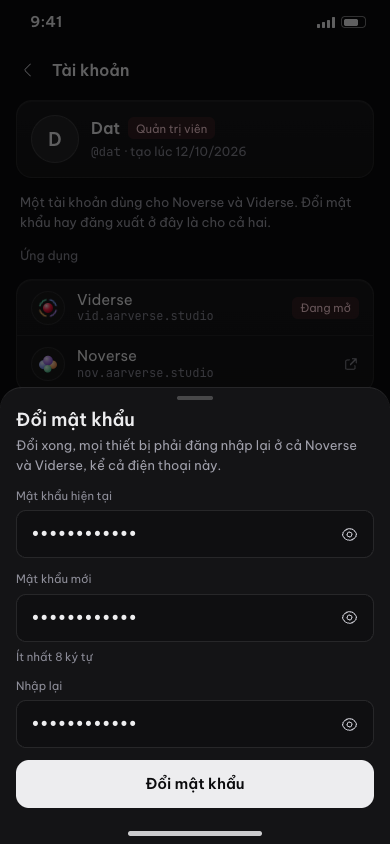 9:41
Tài khoản
D
Dat Quản trị viên
@dat · tạo lúc 12/10/2026
Một tài khoản dùng cho Noverse và Viderse. Đổi mật
khẩu hay đăng xuất ở đây là cho cả hai.
Ứng dụng
Viderse
vid.aarverse.studio
Đang mở
Noverse
nov.aarverse.studio
Đổi mật khẩu
Đổi xong, mọi thiết bị phải đăng nhập lại ở cả Noverse
và Viderse, kể cả điện thoại này.
Mật khẩu hiện tại
••••••••••••
Mật khẩu mới
••••••••••••
Ít nhất 8 ký tự
Nhập lại
••••••••••••
Đổi mật khẩu